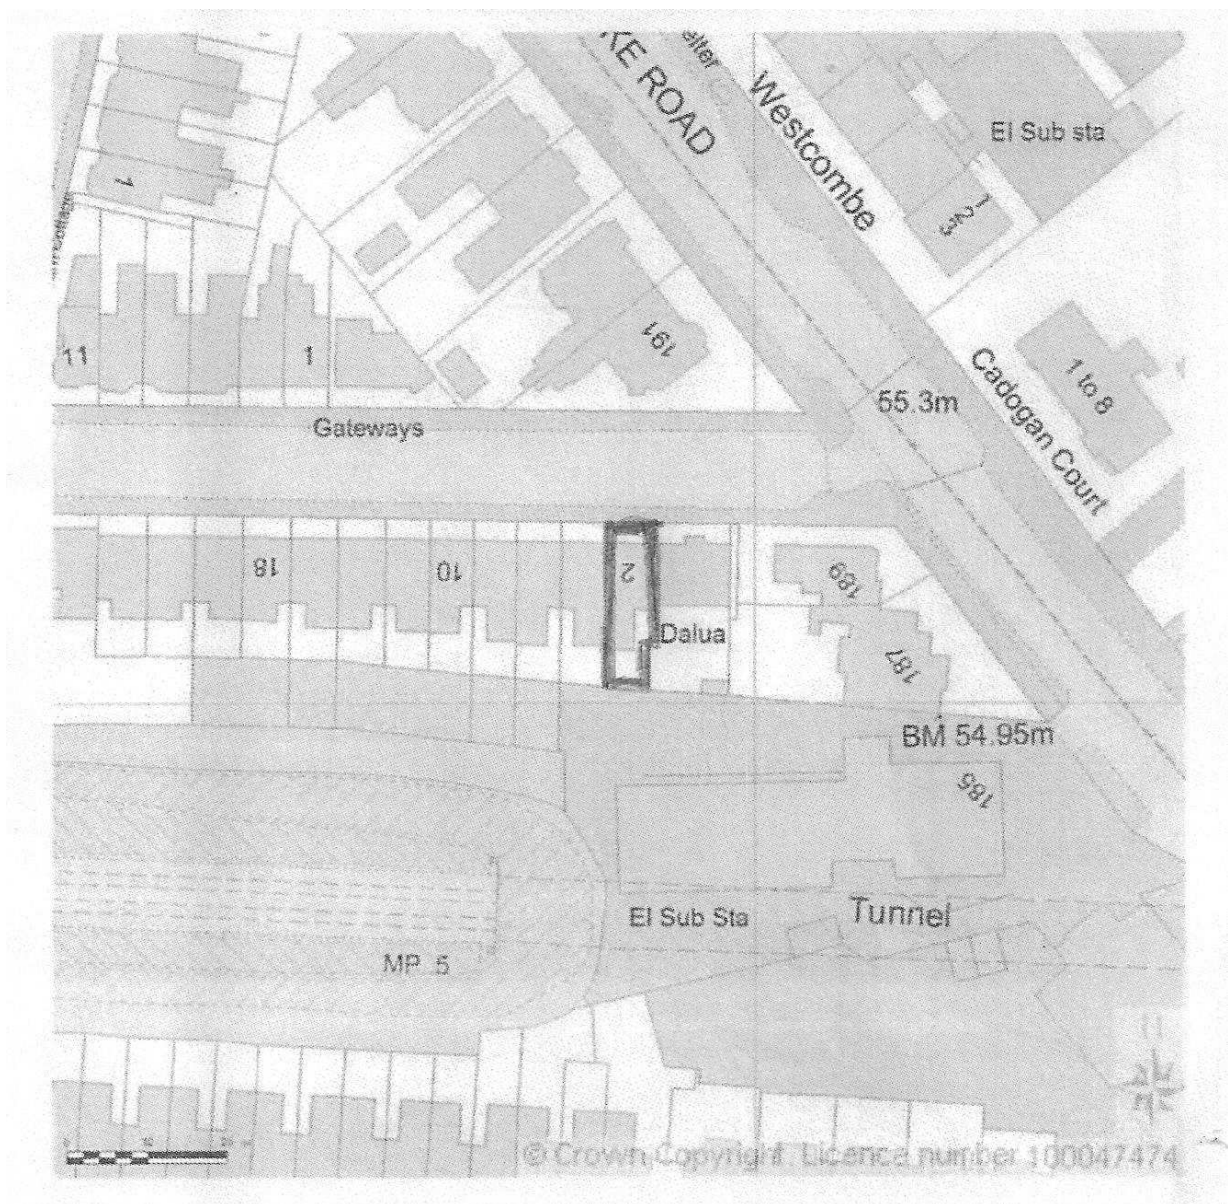 KE ROAD
alter
Westcombe
El Sub sta
1
2
3
1
11
1
191
55.3m
1 to 8
Cadogan Court
Gateways
18
10
2
189
Dalua
187
BM 54.95m
185
El Sub Sta
Tunnel
MP .5
© Crown Copyright. Licence number 100047474